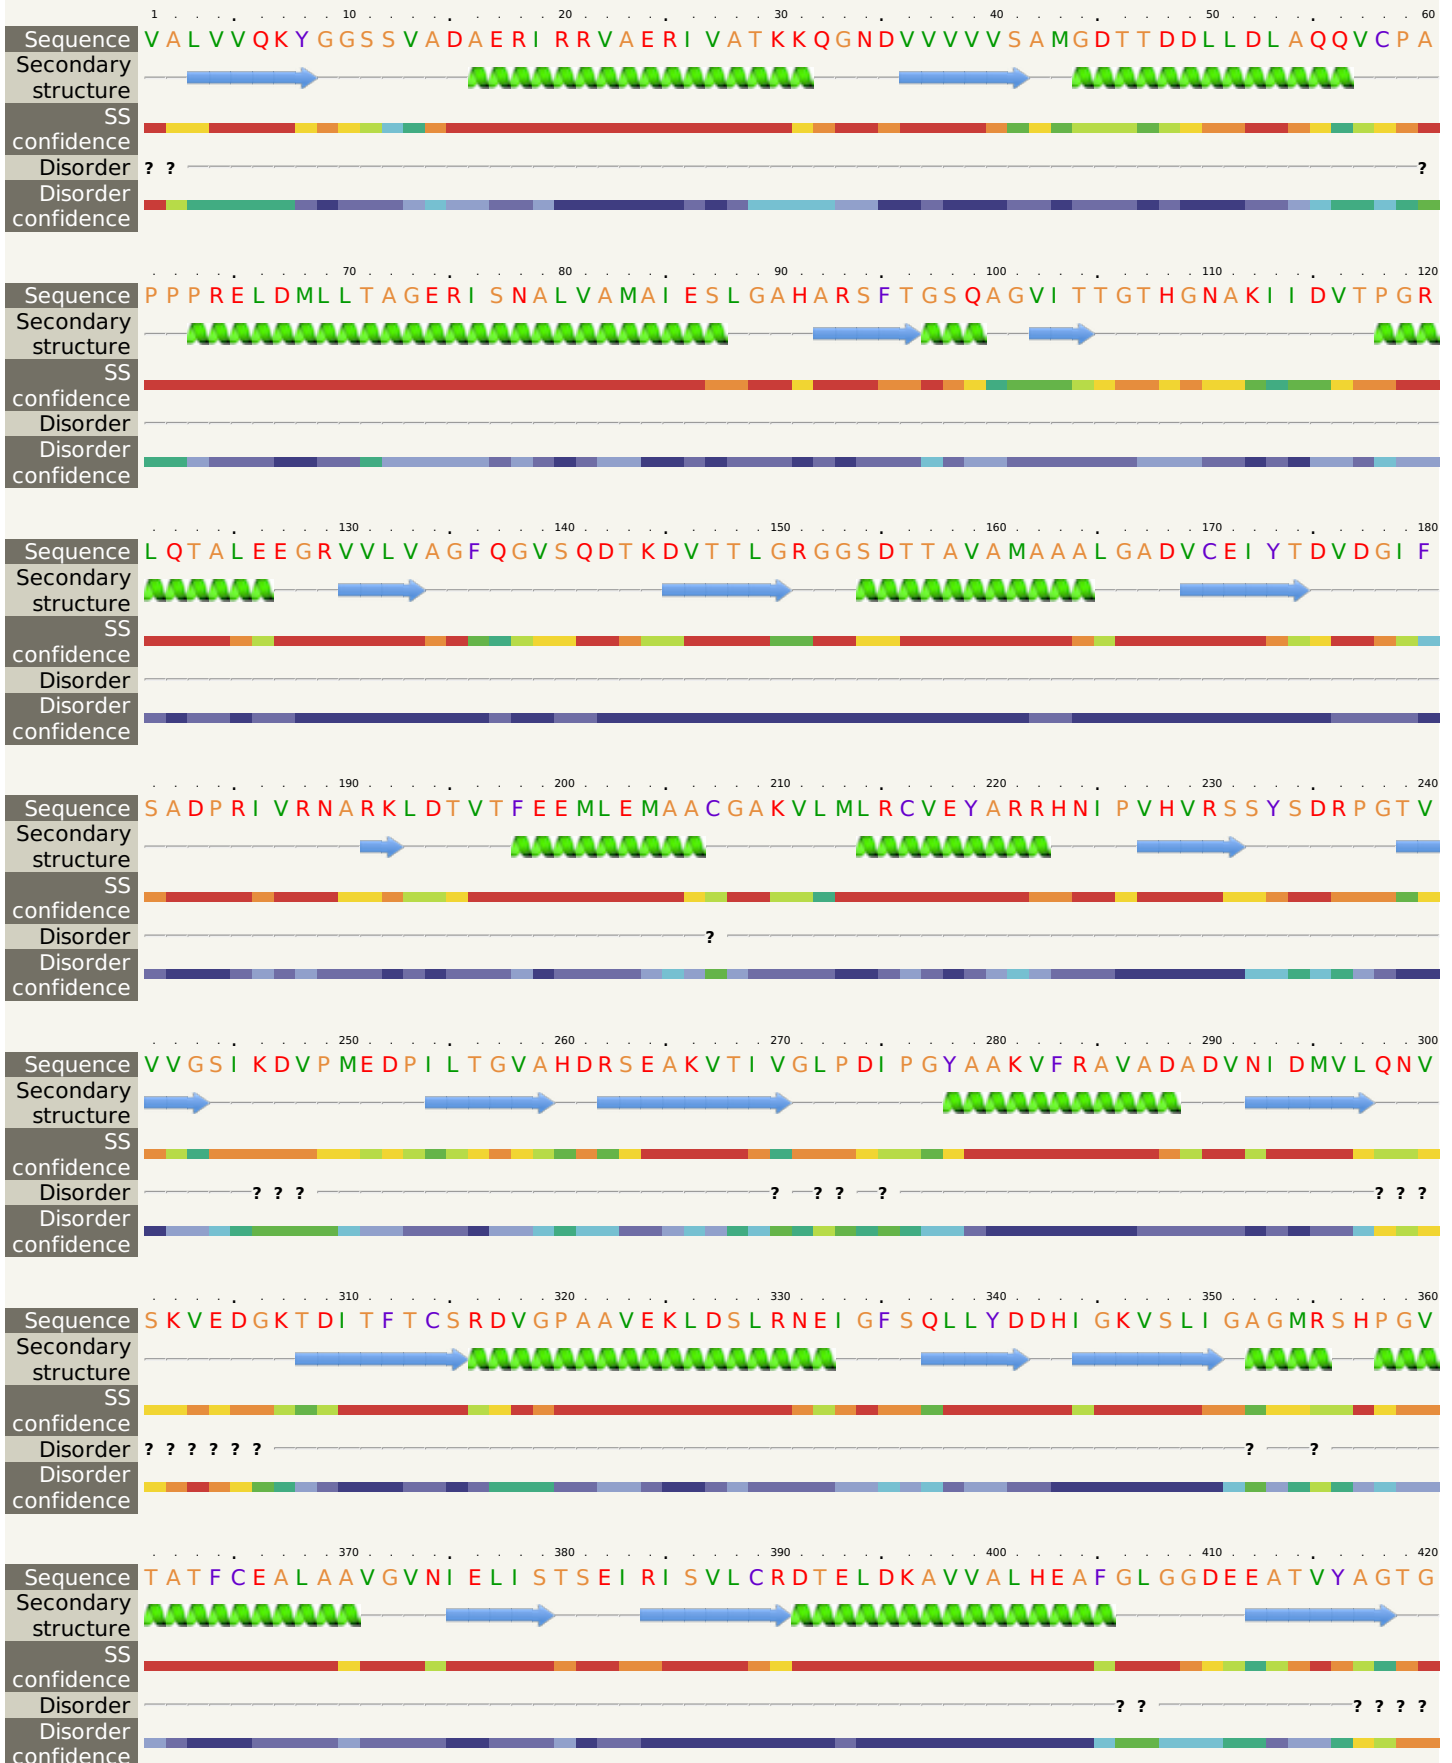 1 10 20 30 40 50 60
Sequence VALVVQKYGGSSVADAERIRRVAERIVATKKQGNDVVVVVSAMGDTTDDLLDLAQQVCPA
Secondary
structure
SS
confidence
Disorder ? ? ?
Disorder
confidence
70 80 90 100 110 120
Sequence PPPRELDMLLTAGERISNALVAMAIESLGAHARSFTGSQAGVITTGTHGNAKIIDVTPGR
Secondary
structure
SS
confidence
Disorder
Disorder
confidence
130 140 150 160 170 180
Sequence LQTALEEGRVVLVAGFQGVSQDTKDVTTLGRGGSDTTAVAMAAALGADVCEIYTDVDGIF
Secondary
structure
SS
confidence
Disorder
Disorder
confidence
190 200 210 220 230 240
Sequence SADPRIVRNARKLDTVTFEEMLEMAACGAKVLMLRCVEYARRHNIPVHVRSSYSDRPGTV
Secondary
structure
SS
confidence
Disorder ?
Disorder
confidence
250 260 270 280 290 300
Sequence VVGSIKDVPMEDPILTGVAHDRSEAKVTIVGLPDIPGYAAKVFRAVADADVNIDMVLQNV
Secondary
structure
SS
confidence
Disorder ? ? ? ? ? ? ? ? ? ?
Disorder
confidence
310 320 330 340 350 360
Sequence SKVEDGKTDITFTCSRDVGPAAVEKLDSLRNEIGFSQLLYDDHIGKVSLIGAGMRSHPGV
Secondary
structure
SS
confidence
Disorder ? ? ? ? ? ? ? ?
Disorder
confidence
370 380 390 400 410 420
Sequence TATFCEALAAVGVNIELISTSEIRISVLCRDTELDKAVVALHEAFGLGGDEEATVYAGTG
Secondary
structure
SS
confidence
Disorder ? ? ? ? ? ?
Disorder
confidence